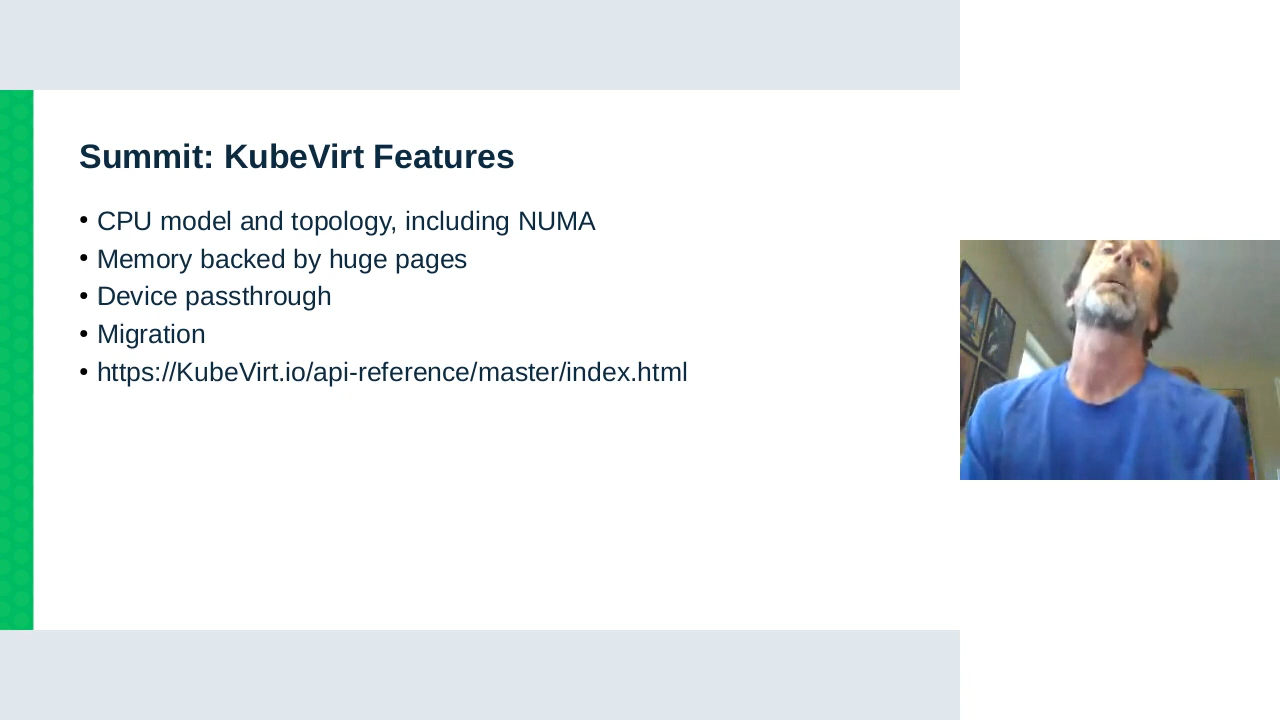 Summit: KubeVirt Features
• CPU model and topology, including NUMA
• Memory backed by huge pages
• Device passthrough
• Migration
• https://KubeVirt.io/api-reference/master/index.html